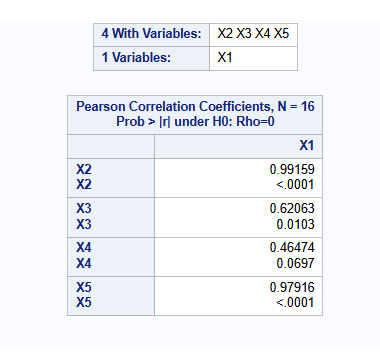 4 With Variables: X2 X3 X4 X5
1 Variables: X1
Pearson Correlation Coefficients, N = 16
Prob > |r| under H0: Rho=0
X1
X2 0.99159
X2 <.0001
X3 0.62063
X3 0.0103
X4 0.46474
X4 0.0697
X5 0.97916
X5 <.0001